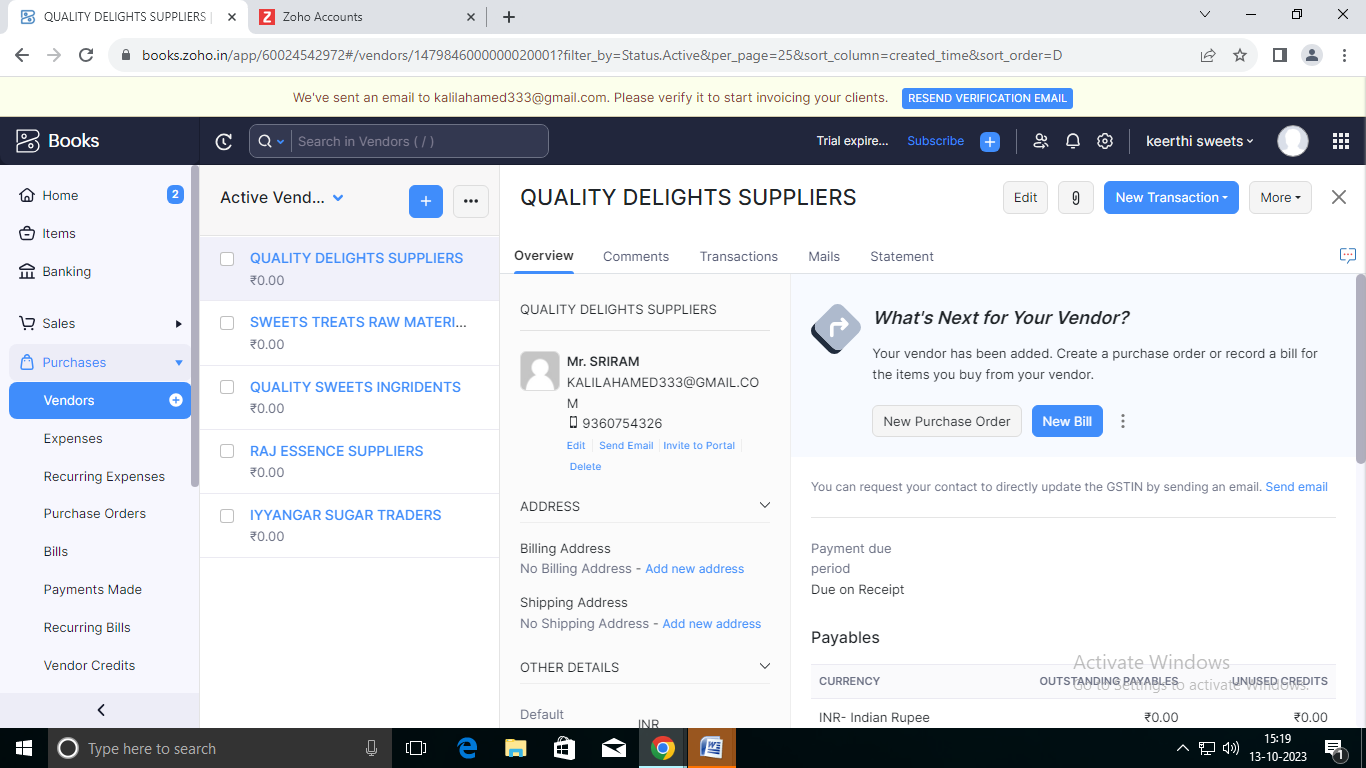 QUALITY DELIGHTS SUPPLIERS |
Zoho Accounts
books.zoho.in/app/60024542972#/vendors/1479846000000020001?filter_by=Status.Active&per_page=25&sort_column=created_time&sort_order=D
We've sent an email to kalilahamed333@gmail.com. Please verify it to start invoicing your clients.
RESEND VERIFICATION EMAIL
Books
Search in Vendors ( / )
Trial expire...
Subscribe
keerthi sweets
Home
2
Items
Banking
Sales
Purchases
Vendors
Expenses
Recurring Expenses
Purchase Orders
Bills
Payments Made
Recurring Bills
Vendor Credits
Active Vend...
QUALITY DELIGHTS SUPPLIERS
₹0.00
SWEETS TREATS RAW MATERI...
₹0.00
QUALITY SWEETS INGRIDENTS
₹0.00
RAJ ESSENCE SUPPLIERS
₹0.00
IYYANGAR SUGAR TRADERS
₹0.00
QUALITY DELIGHTS SUPPLIERS
Edit
New Transaction
More
Overview
Comments
Transactions
Mails
Statement
QUALITY DELIGHTS SUPPLIERS
Mr. SRIRAM
KALILAHAMED333@GMAIL.CO
M
9360754326
Edit
Send Email
Invite to Portal
Delete
ADDRESS
Billing Address
No Billing Address - Add new address
Shipping Address
No Shipping Address - Add new address
OTHER DETAILS
Default
INR
What's Next for Your Vendor?
Your vendor has been added. Create a purchase order or record a bill for
the items you buy from your vendor.
New Purchase Order
New Bill
You can request your contact to directly update the GSTIN by sending an email. Send email
Payment due
period
Due on Receipt
Payables
Activate Windows
Go to Settings to activate Windows.
CURRENCY
OUTSTANDING PAYABLES
UNUSED CREDITS
INR- Indian Rupee
₹0.00
₹0.00
Type here to search
15:19
13-10-2023
1